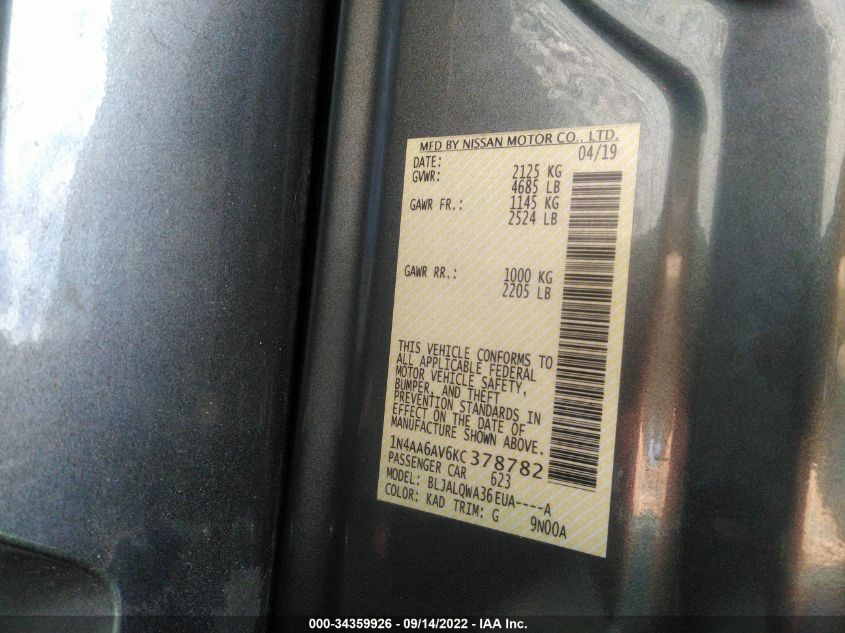 MFD BY NISSAN MOTOR CO., LTD.
DATE: 04/19
GVWR: 2125 KG
4685 LB
GAWR FR.: 1145 KG
2524 LB
GAWR RR.: 1000 KG
2205 LB
THIS VEHICLE CONFORMS TO
ALL APPLICABLE FEDERAL
MOTOR VEHICLE SAFETY,
BUMPER, AND THEFT
PREVENTION STANDARDS IN
EFFECT ON THE DATE OF
MANUFACTURE SHOWN ABOVE.
1N4AA6AV6KC378782
PASSENGER CAR 623
MODEL: BLJALQWA36EUA----A
COLOR: KAD TRIM: G 9N00A
000-34359926 - 09/14/2022 - IAA Inc.